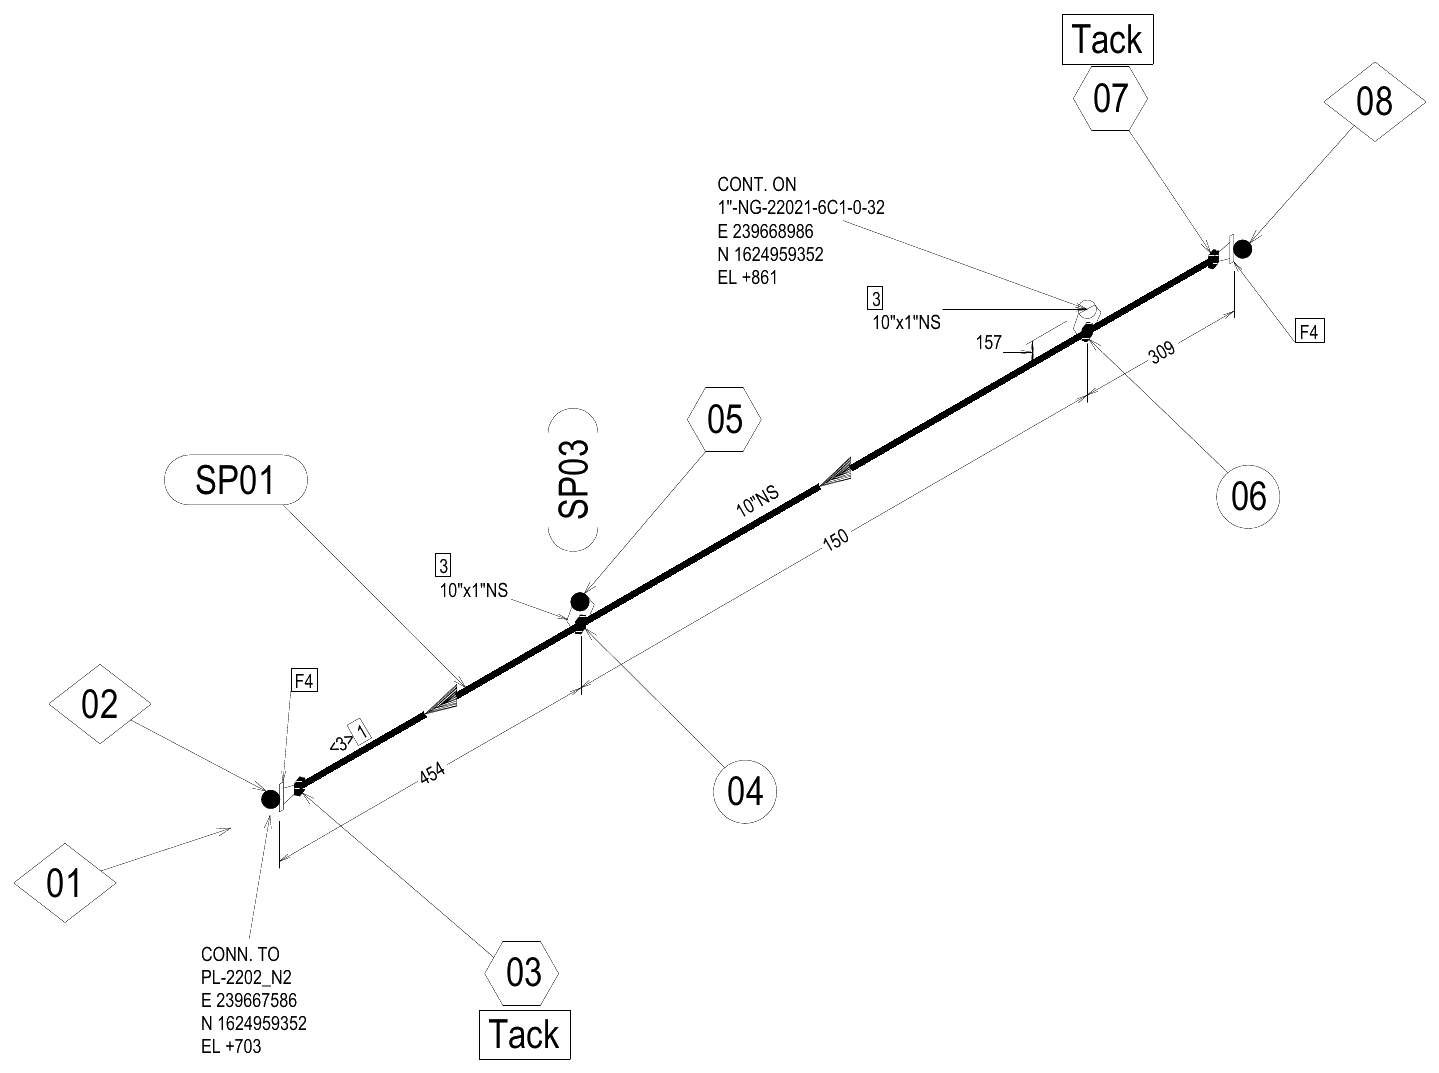 Tack
07
08
CONT. ON
1"-NG-22021-6C1-0-32
E 239668986
N 1624959352
EL +861
3
10"x1"NS
157
309
F4
05
SP03
SP01
10"NS
06
150
3
10"x1"NS
02
F4
<3> 1
454
04
01
CONN. TO
PL-2202_N2
E 239667586
N 1624959352
EL +703
03
Tack